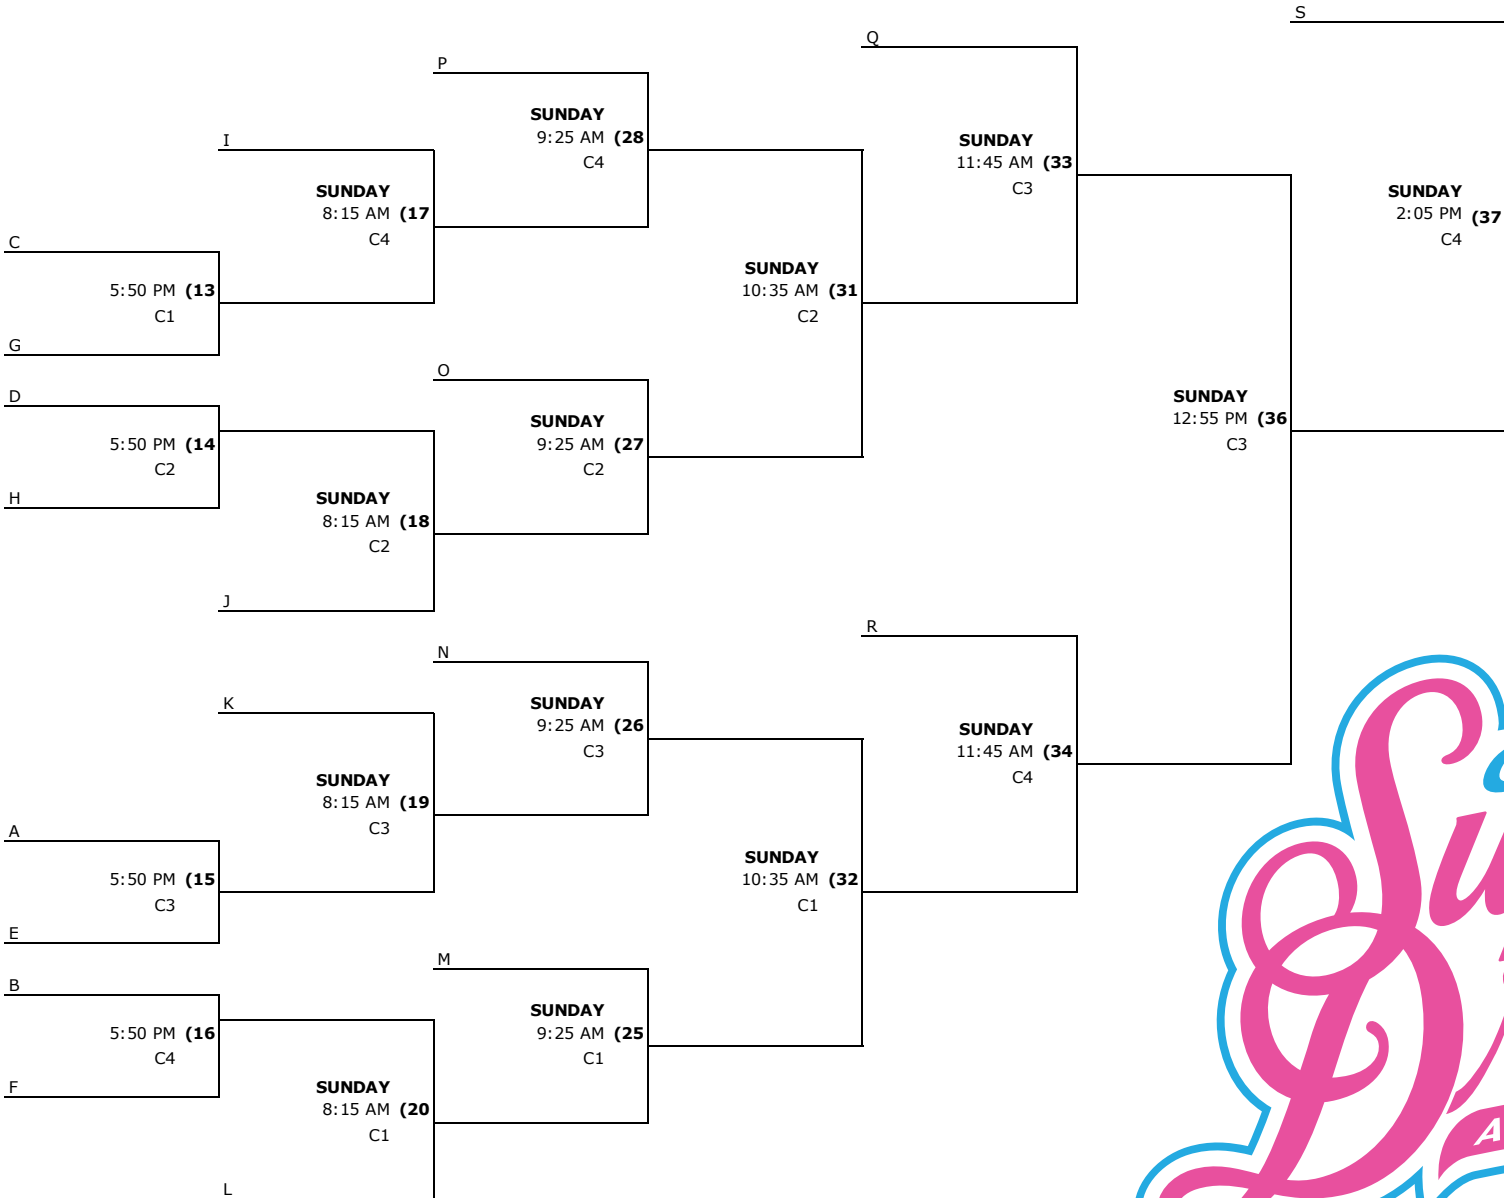 S
Q
P
SUNDAY
9:25 AM (28
C4
I
SUNDAY
11:45 AM (33
C3
SUNDAY
8:15 AM (17
C4
SUNDAY
2:05 PM (37
C4
C
5:50 PM (13
C1
G
SUNDAY
10:35 AM (31
C2
O
D
SUNDAY
9:25 AM (27
C2
SUNDAY
12:55 PM (36
C3
5:50 PM (14
C2
H
SUNDAY
8:15 AM (18
C2
J
R
N
K
SUNDAY
9:25 AM (26
C3
SUNDAY
11:45 AM (34
C4
SUNDAY
8:15 AM (19
C3
A
5:50 PM (15
C3
E
SUNDAY
10:35 AM (32
C1
M
B
SUNDAY
9:25 AM (25
C1
5:50 PM (16
C4
F
SUNDAY
8:15 AM (20
C1
L